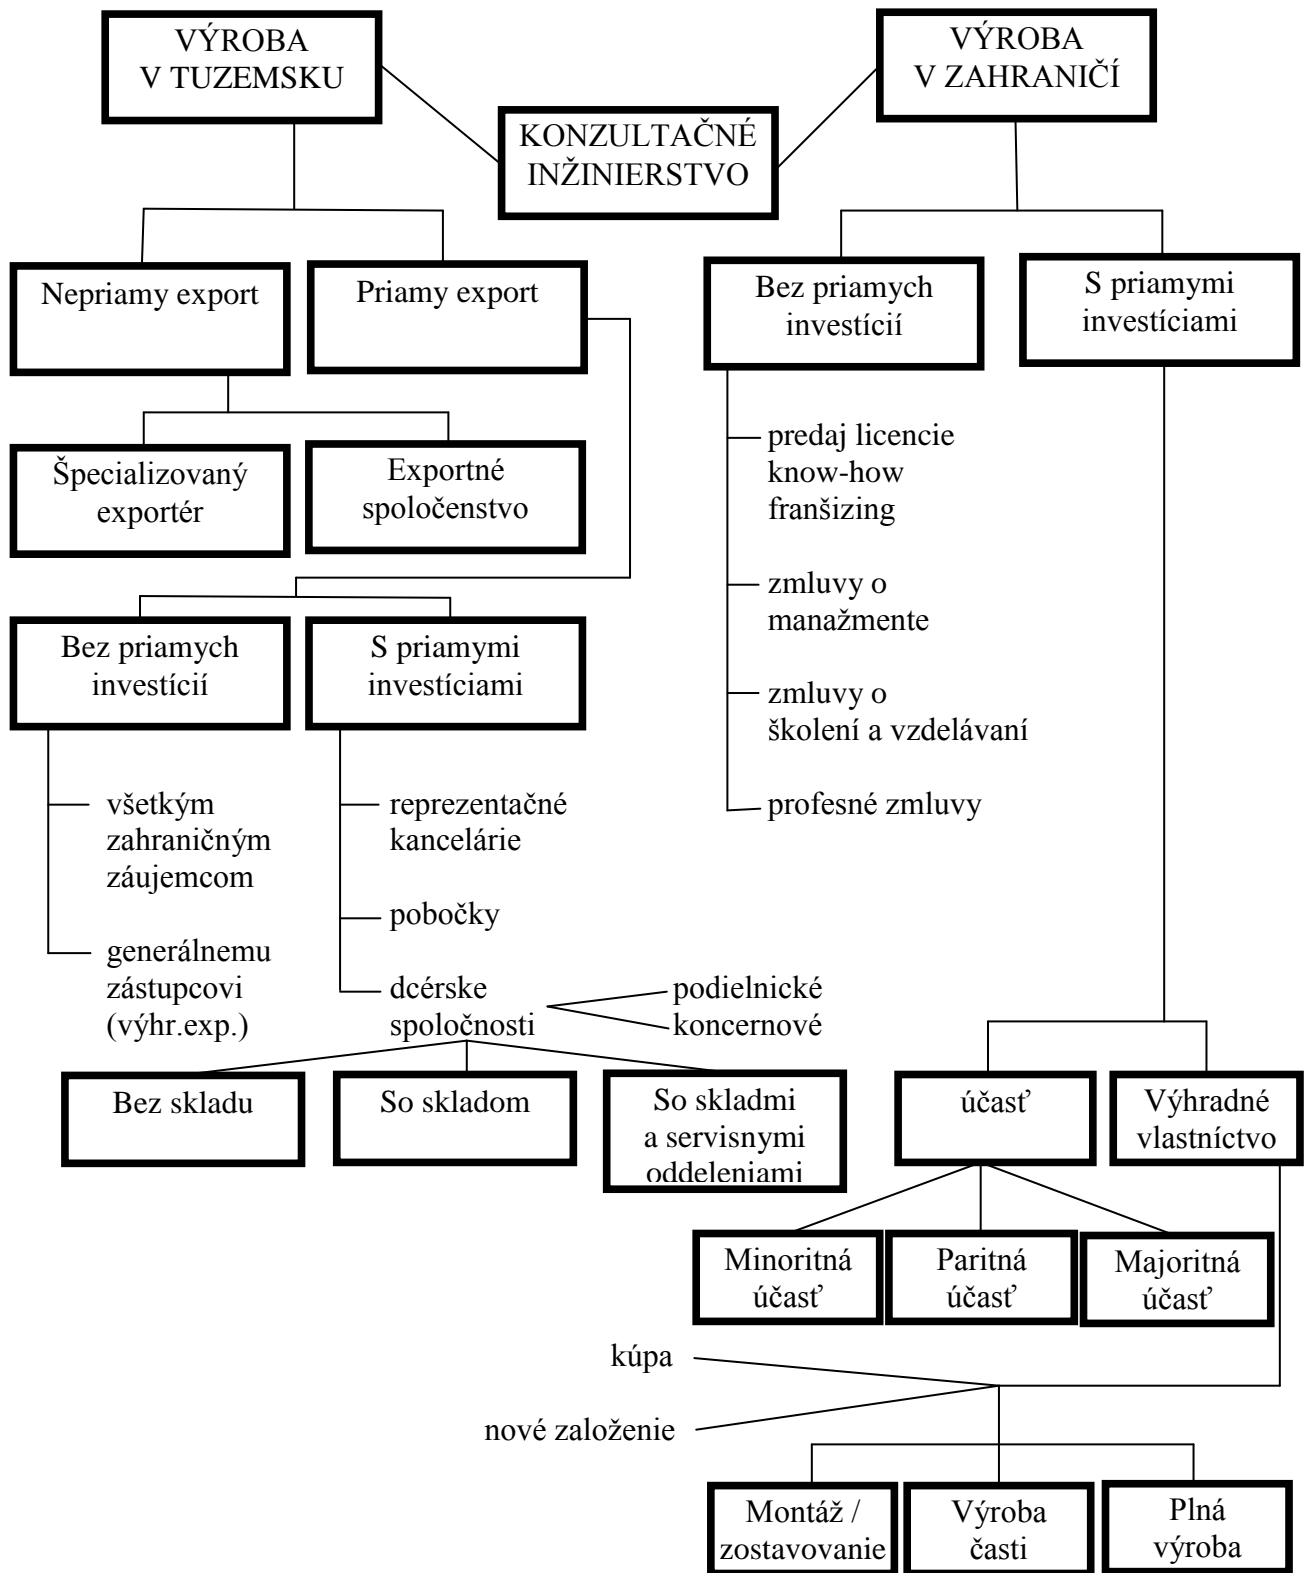 VÝROBA
V TUZEMSKU
VÝROBA
V ZAHRANIČÍ
KONZULTAČNÉ
INŽINIERSTVO
Nepriamy export
Priamy export
Bez priamych
investícií
S priamymi
investíciami
Špecializovaný
exportér
Exportné
spoločenstvo
predaj licencie
know-how
franšizing
zmluvy o
manažmente
zmluvy o
školení a vzdelávaní
profesné zmluvy
Bez priamych
investícií
S priamymi
investíciami
všetkým
zahraničným
záujemcom
generálnemu
zástupcovi
(výhr.exp.)
reprezentačné
kancelárie
pobočky
dcérske
spoločnosti
podielnické
koncernové
Bez skladu
So skladom
So skladmi
a servisnymi
oddeleniami
účasť
Výhradné
vlastníctvo
Minoritná
účasť
Paritná
účasť
Majoritná
účasť
kúpa
nové založenie
Montáž /
zostavovanie
Výroba
časti
Plná
výroba